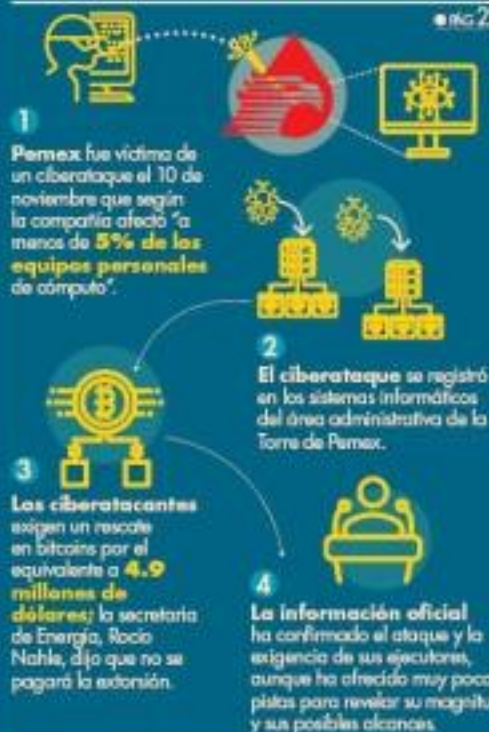 PÁG. 2
1
Pemex fue víctima de
un ciberataque el 10 de
noviembre que según
la compañía afectó "a
menos de 5% de los
equipos personales
de cómputo".
2
El ciberataque se registró
en los sistemas informáticos
del área administrativa de la
Torre de Pemex.
3
Los ciberatacantes
exigen un rescate
en bitcoins por el
equivalente a 4.9
millones de
dólares; la secretaria
de Energía, Rocío
Nahle, dijo que no se
pagará la extorsión.
4
La información oficial
ha confirmado el ataque y la
exigencia de sus ejecutores,
aunque ha ofrecido muy poca
pistas para revelar su magnitu
y sus posibles alcances.